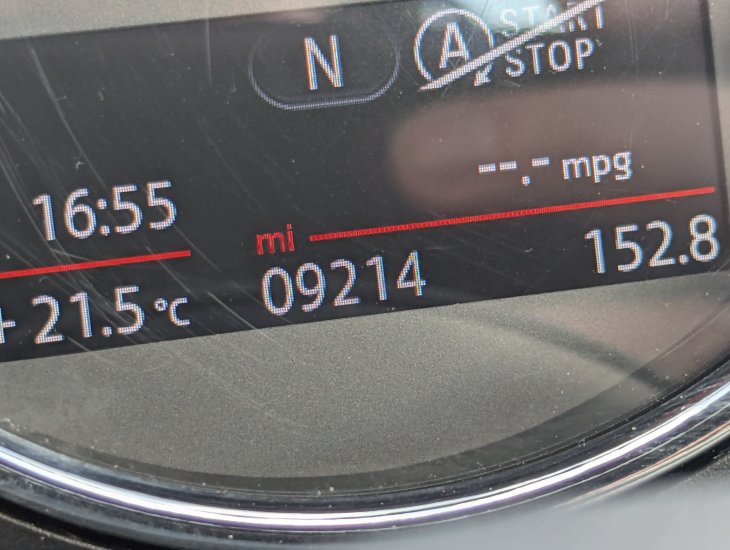 N A START
STOP
--.- mpg
16:55
mi
09214 152.8
+ 21.5 °C